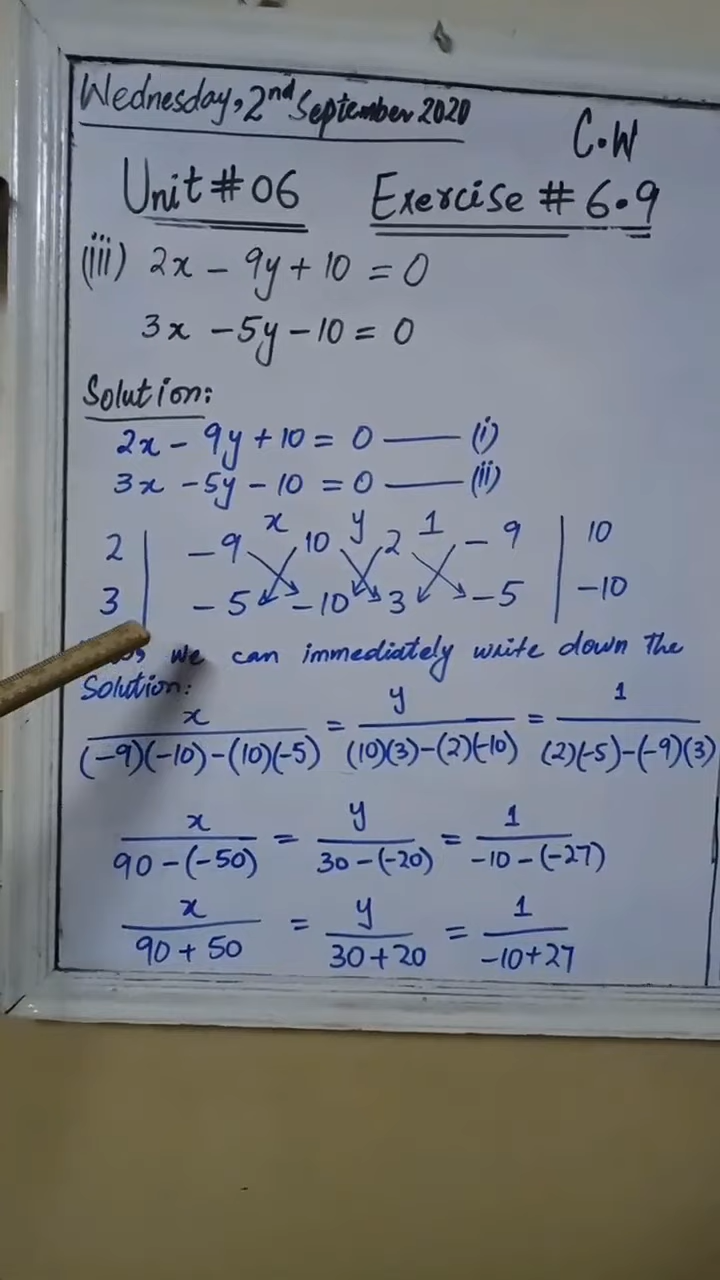 Wednesday, 2nd September 2020
C.W
Unit # 06 Exercise # 6.9
(iii) 2x - 9y + 10 = 0
3x - 5y - 10 = 0
Solution:
2x - 9y + 10 = 0 —— (i)
3x - 5y - 10 = 0 —— (ii)
x y 1
2 | -9 10 2 -9 | 10
3 | -5 -10 3 -5 | -10
we can immediately write down the
Solution:
x/((-9)(-10)-(10)(-5)) = y/((10)(3)-(2)(-10)) = 1/((2)(-5)-(-9)(3))
x/(90-(-50)) = y/(30-(-20)) = 1/(-10-(-27))
x/(90+50) = y/(30+20) = 1/(-10+27)